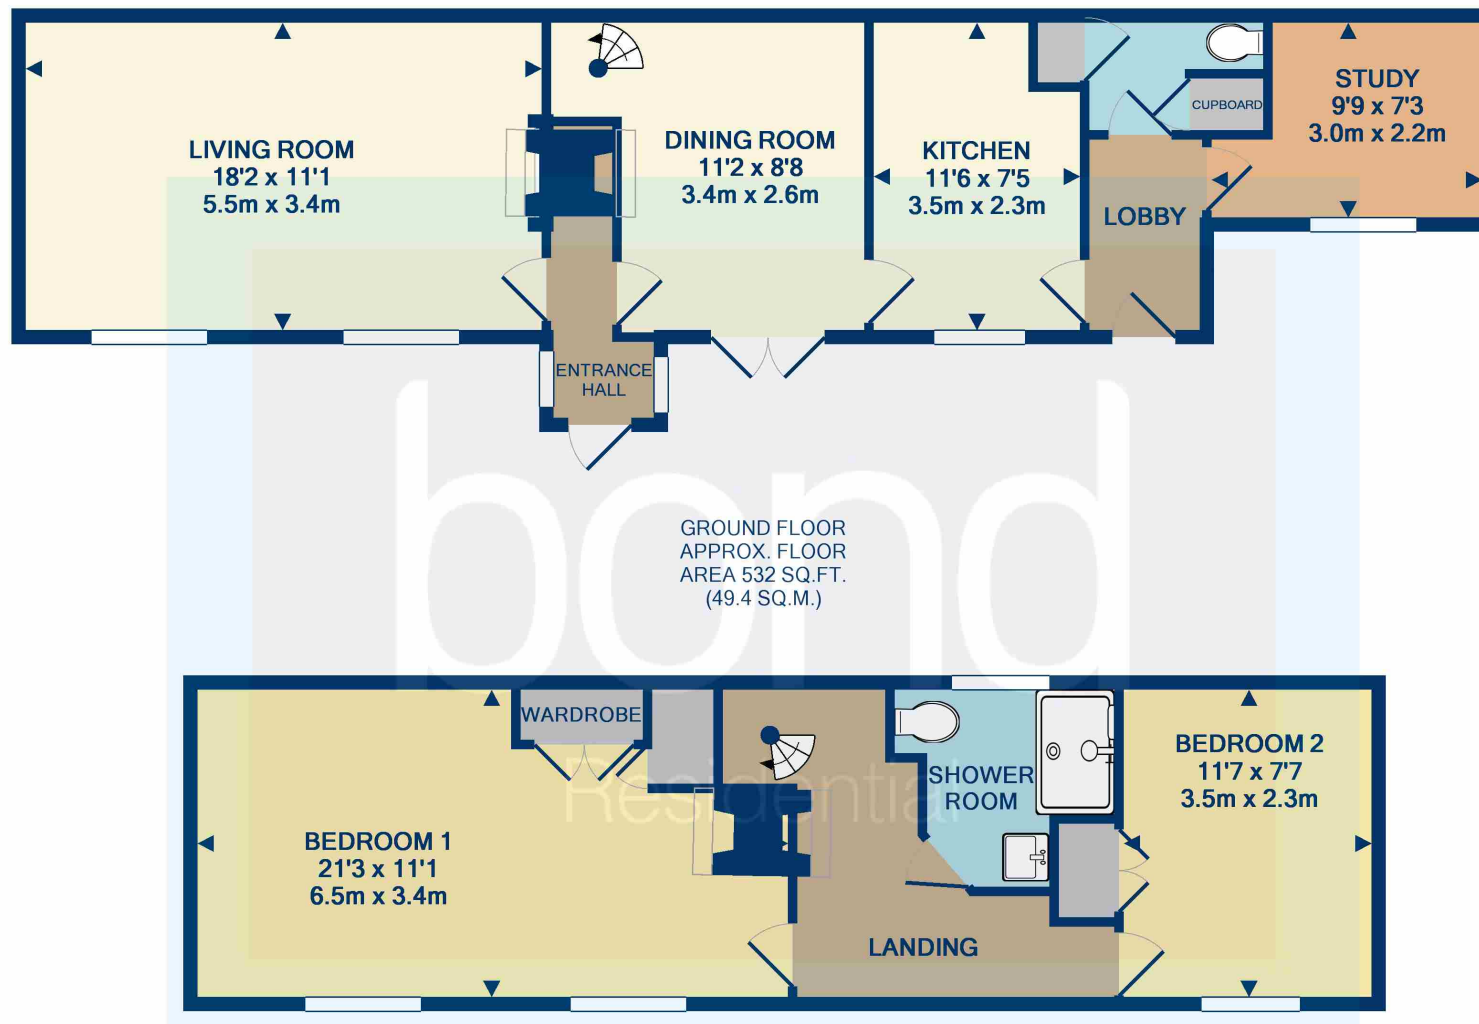 LIVING ROOM
18'2 x 11'1
5.5m x 3.4m
DINING ROOM
11'2 x 8'8
3.4m x 2.6m
KITCHEN
11'6 x 7'5
3.5m x 2.3m
LOBBY
CUPBOARD
STUDY
9'9 x 7'3
3.0m x 2.2m
ENTRANCE
HALL
bond
Residential
GROUND FLOOR
APPROX. FLOOR
AREA 532 SQ.FT.
(49.4 SQ.M.)
WARDROBE
BEDROOM 1
21'3 x 11'1
6.5m x 3.4m
SHOWER
ROOM
LANDING
BEDROOM 2
11'7 x 7'7
3.5m x 2.3m